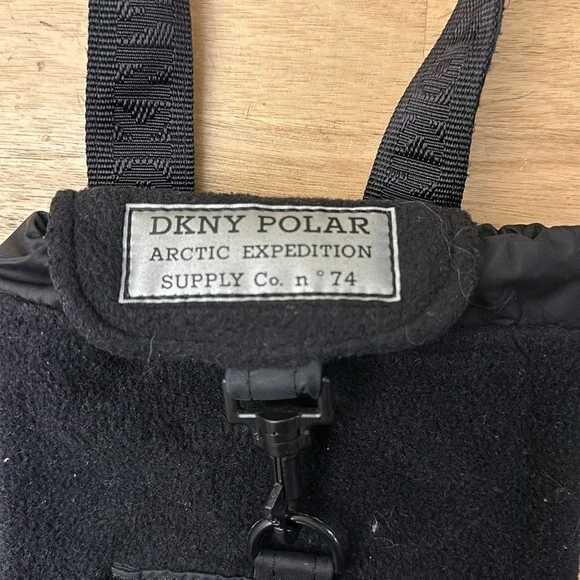 DKNY POLAR
ARCTIC EXPEDITION
SUPPLY Co. n° 74